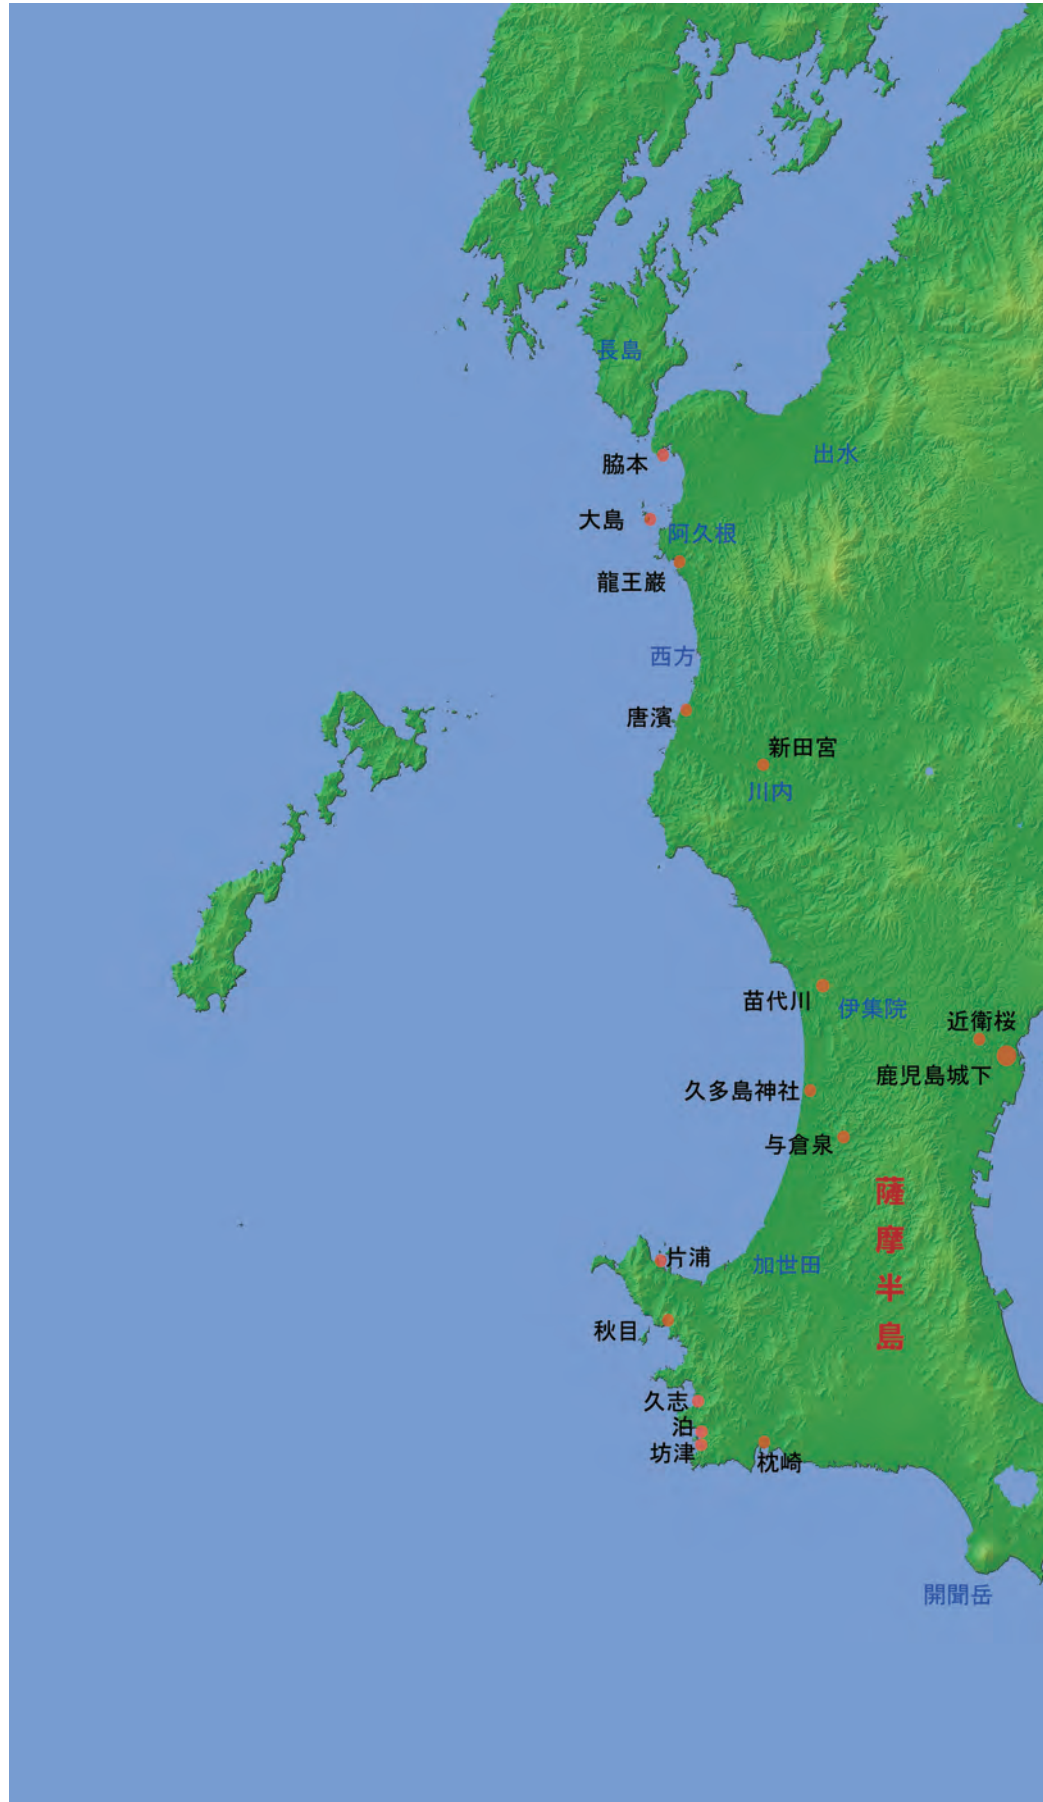 長島
脇本
出水
大島
阿久根
龍王巌
西方
唐濱
新田宮
川内
苗代川
伊集院
近衛桜
鹿児島城下
久多島神社
与倉泉
薩摩半島
片浦
加世田
秋目
久志
泊
坊津
枕崎
開聞岳